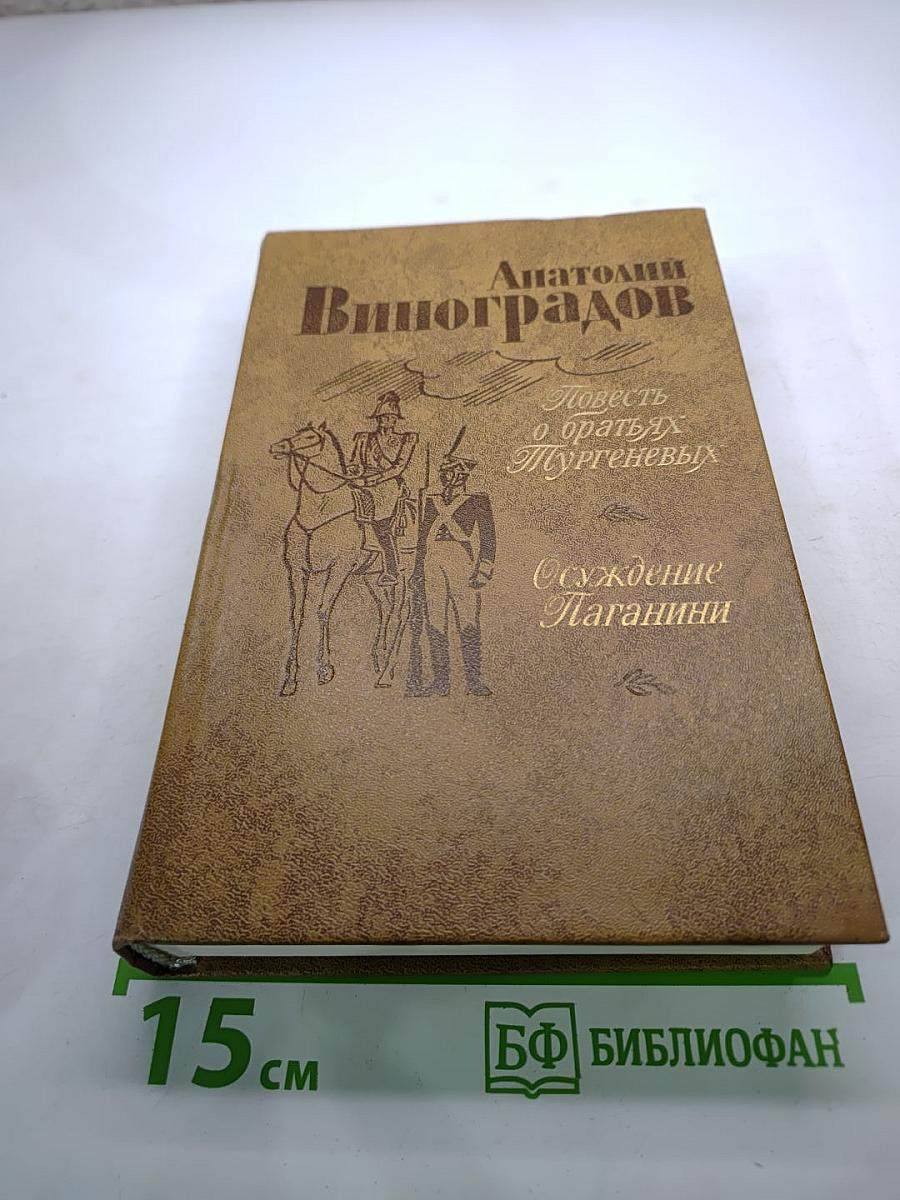 Анатолий
Виноградов
Повесть
о братьях
Тургеневых
Осуждение
Паганини
15 см
БФ БИБЛИОФАН